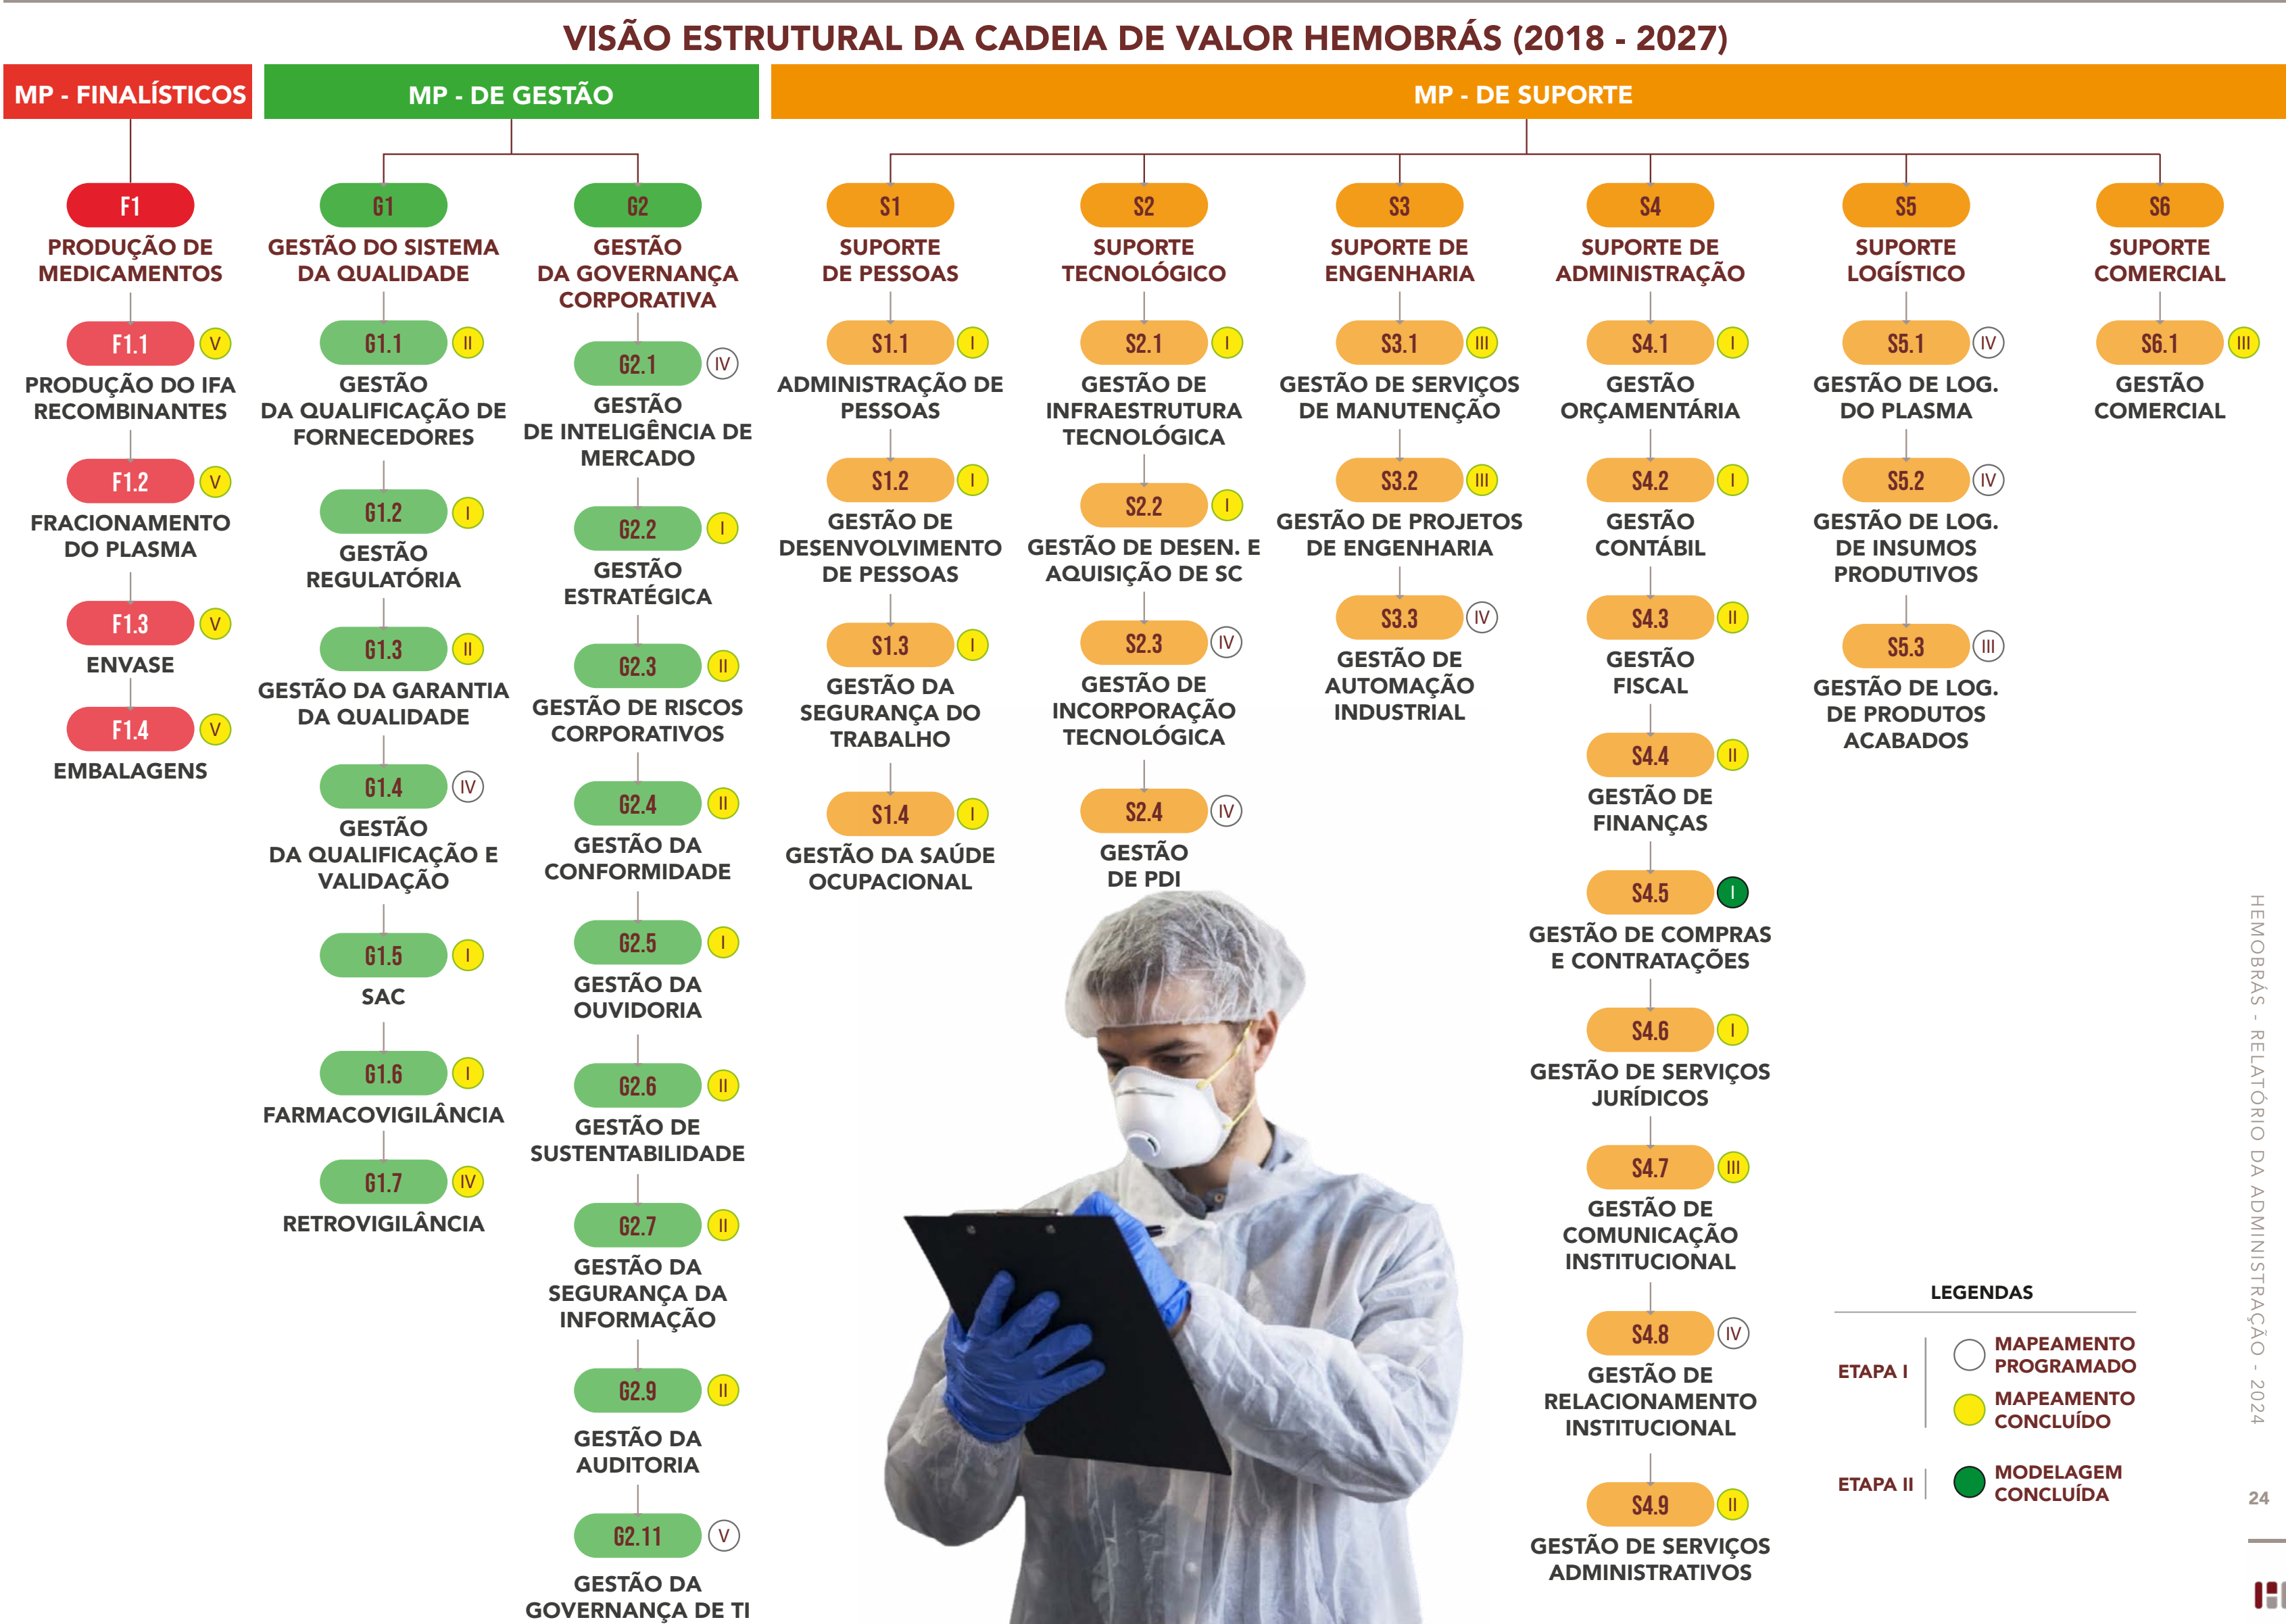 VISÃO ESTRUTURAL DA CADEIA DE VALOR HEMOBRÁS (2018 - 2027)
MP - FINALÍSTICOS
F1
PRODUÇÃO DE
MEDICAMENTOS
F1.1 V
PRODUÇÃO DO IFA
RECOMBINANTES
F1.2 V
FRACIONAMENTO
DO PLASMA
F1.3 V
ENVASE
F1.4 V
EMBALAGENS
MP - DE GESTÃO
G1
GESTÃO DO SISTEMA
DA QUALIDADE
G1.1 II
GESTÃO
DA QUALIFICAÇÃO DE
FORNECEDORES
G1.2 I
GESTÃO
REGULATÓRIA
G1.3 II
GESTÃO DA GARANTIA
DA QUALIDADE
G1.4 IV
GESTÃO
DA QUALIFICAÇÃO E
VALIDAÇÃO
G1.5 I
SAC
G1.6 I
FARMACOVIGILÂNCIA
G1.7 IV
RETROVIGILÂNCIA
G2
GESTÃO
DA GOVERNANÇA
CORPORATIVA
G2.1 IV
GESTÃO
DE INTELIGÊNCIA DE
MERCADO
G2.2 I
GESTÃO
ESTRATÉGICA
G2.3 II
GESTÃO DE RISCOS
CORPORATIVOS
G2.4 II
GESTÃO DA
CONFORMIDADE
G2.5 I
GESTÃO DA
OUVIDORIA
G2.6 II
GESTÃO DE
SUSTENTABILIDADE
G2.7 II
GESTÃO DA
SEGURANÇA DA
INFORMAÇÃO
G2.9 II
GESTÃO DA
AUDITORIA
G2.11 V
GESTÃO DA
GOVERNANÇA DE TI
MP - DE SUPORTE
S1
SUPORTE
DE PESSOAS
S1.1 I
ADMINISTRAÇÃO DE
PESSOAS
S1.2 I
GESTÃO DE
DESENVOLVIMENTO
DE PESSOAS
S1.3 I
GESTÃO DA
SEGURANÇA DO
TRABALHO
S1.4 I
GESTÃO DA SAÚDE
OCUPACIONAL
S2
SUPORTE
TECNOLÓGICO
S2.1 I
GESTÃO DE
INFRAESTRUTURA
TECNOLÓGICA
S2.2 I
GESTÃO DE DESEN. E
AQUISIÇÃO DE SC
S2.3 IV
GESTÃO DE
INCORPORAÇÃO
TECNOLÓGICA
S2.4 IV
GESTÃO
DE PDI
S3
SUPORTE DE
ENGENHARIA
S3.1 III
GESTÃO DE SERVIÇOS
DE MANUTENÇÃO
S3.2 III
GESTÃO DE PROJETOS
DE ENGENHARIA
S3.3 IV
GESTÃO DE
AUTOMAÇÃO
INDUSTRIAL
S4
SUPORTE DE
ADMINISTRAÇÃO
S4.1 I
GESTÃO
ORÇAMENTÁRIA
S4.2 I
GESTÃO
CONTÁBIL
S4.3 II
GESTÃO
FISCAL
S4.4 II
GESTÃO DE
FINANÇAS
S4.5 I
GESTÃO DE COMPRAS
E CONTRATAÇÕES
S4.6 I
GESTÃO DE SERVIÇOS
JURÍDICOS
S4.7 III
GESTÃO DE
COMUNICAÇÃO
INSTITUCIONAL
S4.8 IV
GESTÃO DE
RELACIONAMENTO
INSTITUCIONAL
S4.9 II
GESTÃO DE SERVIÇOS
ADMINISTRATIVOS
S5
SUPORTE
LOGÍSTICO
S5.1 IV
GESTÃO DE LOG.
DO PLASMA
S5.2 IV
GESTÃO DE LOG.
DE INSUMOS
PRODUTIVOS
S5.3 III
GESTÃO DE LOG.
DE PRODUTOS
ACABADOS
S6
SUPORTE
COMERCIAL
S6.1 III
GESTÃO
COMERCIAL
LEGENDAS
ETAPA I
MAPEAMENTO
PROGRAMADO
MAPEAMENTO
CONCLUÍDO
ETAPA II
MODELAGEM
CONCLUÍDA
HEMOBRÁS - RELATÓRIO DA ADMINISTRAÇÃO - 2024
24